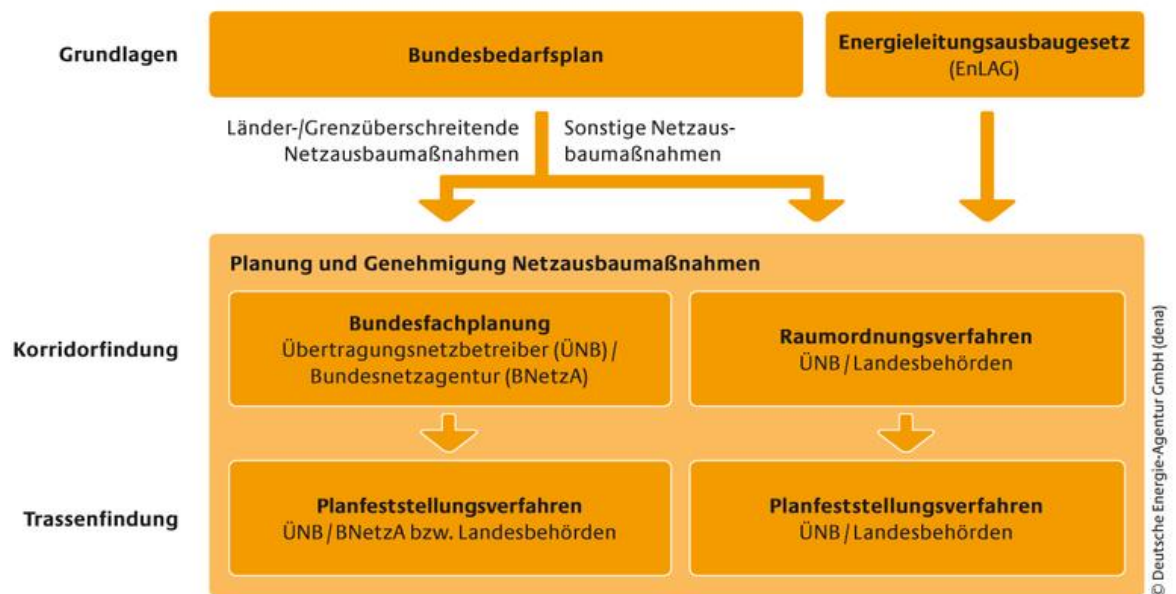 Grundlagen
Bundesbedarfsplan
Energieleitungsausbaugesetz
(EnLAG)
Länder-/Grenzüberschreitende
Netzausbaumaßnahmen
Sonstige Netzaus-
baumaßnahmen
Planung und Genehmigung Netzausbaumaßnahmen
Korridorfindung
Bundesfachplanung
Übertragungsnetzbetreiber (ÜNB) /
Bundesnetzagentur (BNetzA)
Raumordnungsverfahren
ÜNB / Landesbehörden
Trassenfindung
Planfeststellungsverfahren
ÜNB / BNetzA bzw. Landesbehörden
Planfeststellungsverfahren
ÜNB / Landesbehörden
© Deutsche Energie-Agentur GmbH (dena)